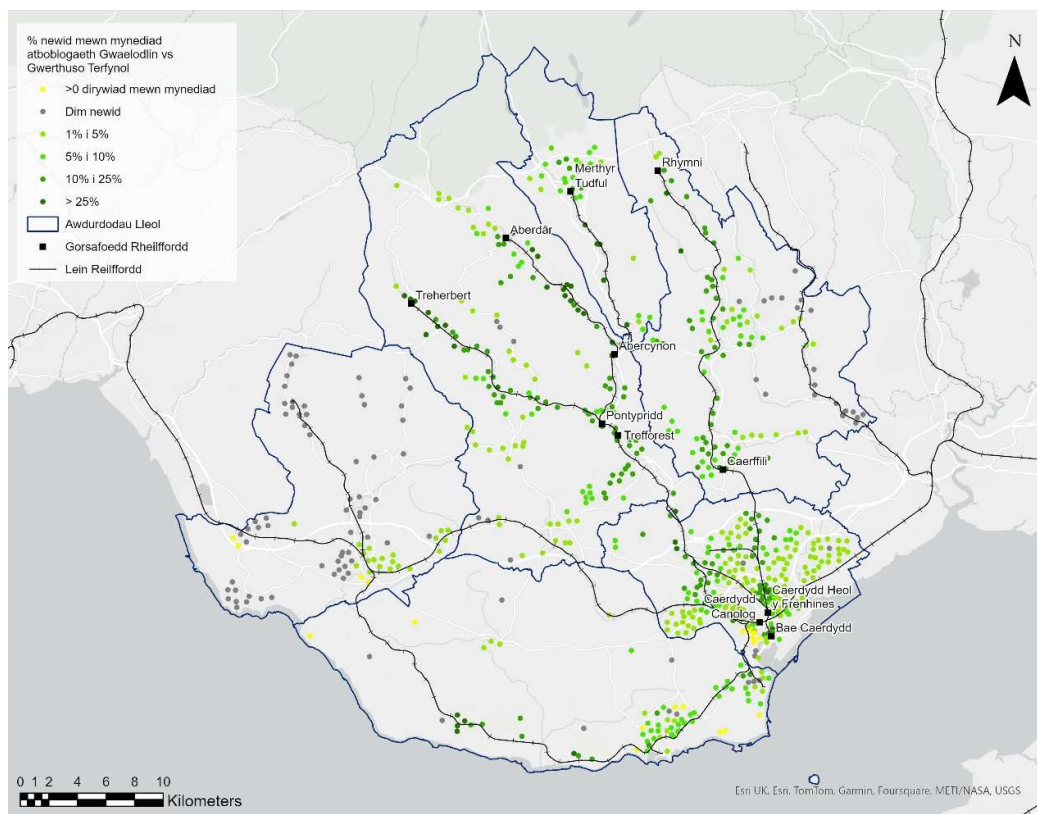 % newid mewn mynediad
atboblogaeth Gwaelodlin vs
Gwerthuso Terfynol
>0 dirywiad mewn mynediad
Dim newid
1% i 5%
5% i 10%
10% i 25%
> 25%
Awdurdodau Lleol
Gorsafoedd Rheilffordd
Lein Reilffordd
N
Merthyr
Tudful
Rhymni
Aberdâr
Treherbert
Abercynon
Pontypridd
Trefforest
Caerffili
Caerdydd Heol
y Frenhines
Caerdydd
Canolog
Bae Caerdydd
0 1 2 4 6 8 10
Kilometers
Esri UK, Esri, TomTom, Garmin, Foursquare, METI/NASA, USGS